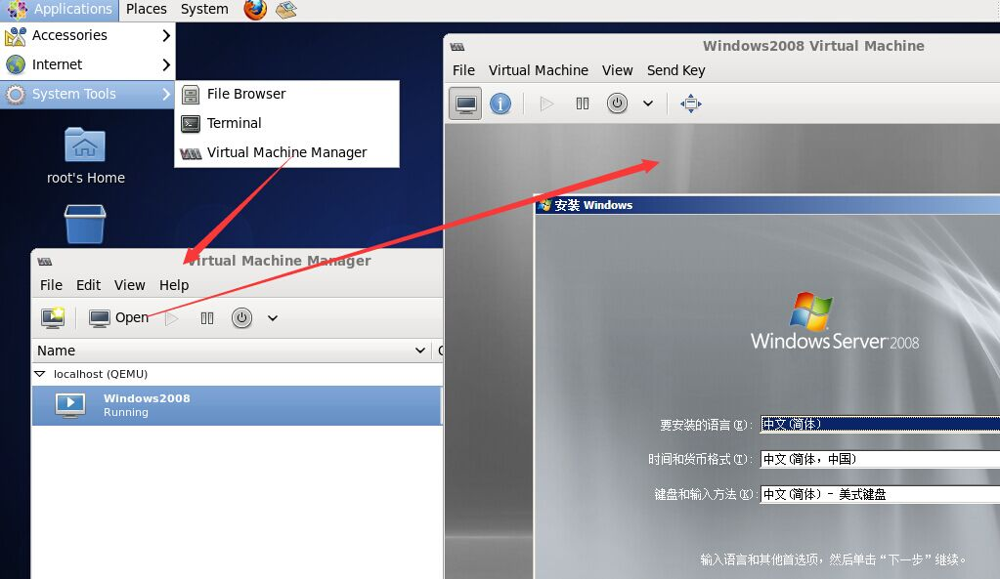 Applications Places System
Accessories
Internet
System Tools
File Browser
Terminal
Virtual Machine Manager
root's Home
Virtual Machine Manager
File Edit View Help
Open
Name
localhost (QEMU)
Windows2008
Running
Windows2008 Virtual Machine
File Virtual Machine View Send Key
安装 Windows
Windows Server 2008
要安装的语言(E): 中文(简体)
时间和货币格式(T): 中文(简体，中国)
键盘和输入方法(K): 中文(简体) - 美式键盘
输入语言和其他首选项，然后单击“下一步”继续。